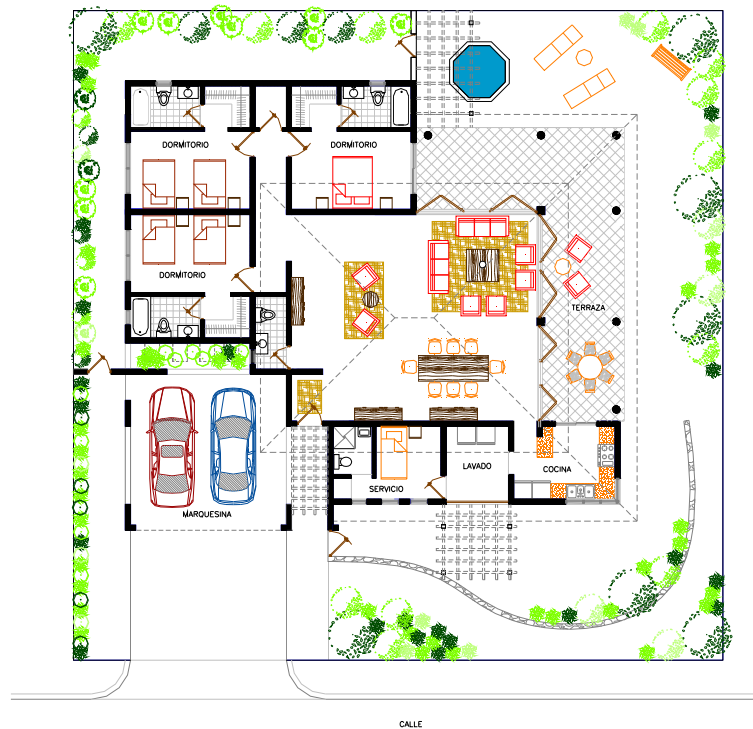 DORMITORIO
DORMITORIO
DORMITORIO
TERRAZA
LAVADO
COCINA
SERVICIO
MARQUESINA
CALLE